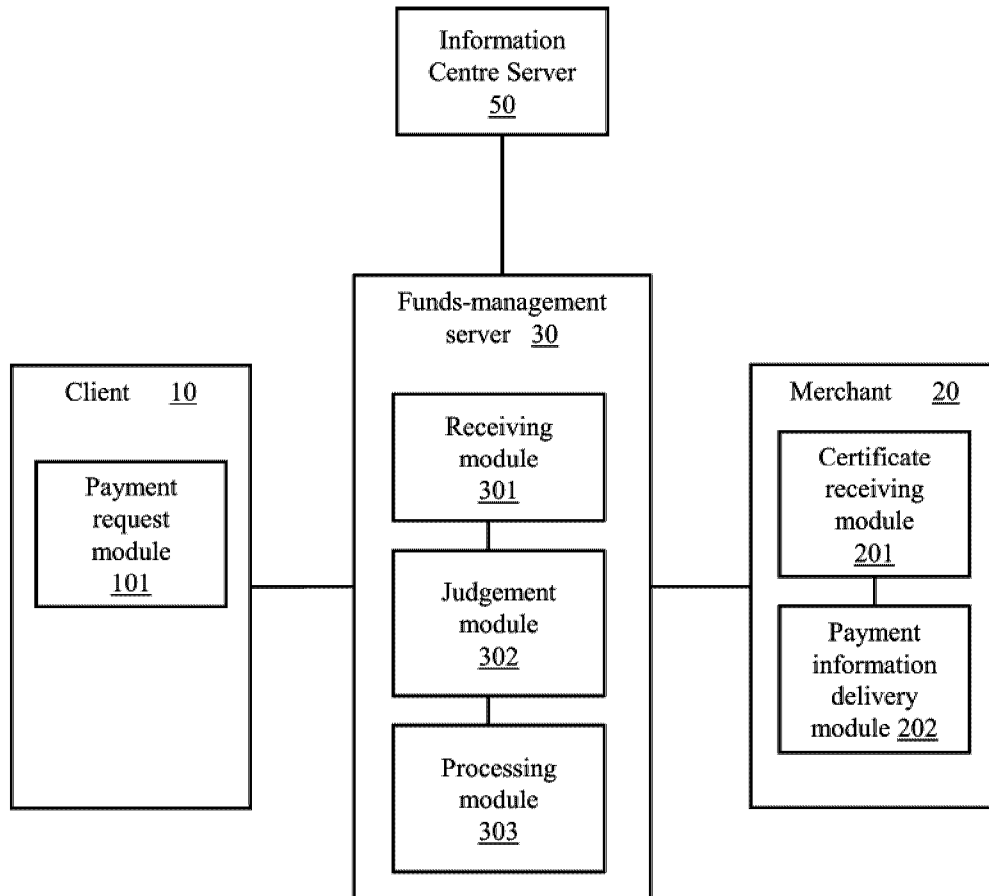 Information
Centre Server
50
Funds-management
server 30
Client 10
Payment
request
module
101
Receiving
module
301
Judgement
module
302
Processing
module
303
Merchant 20
Certificate
receiving
module
201
Payment
information
delivery
module 202